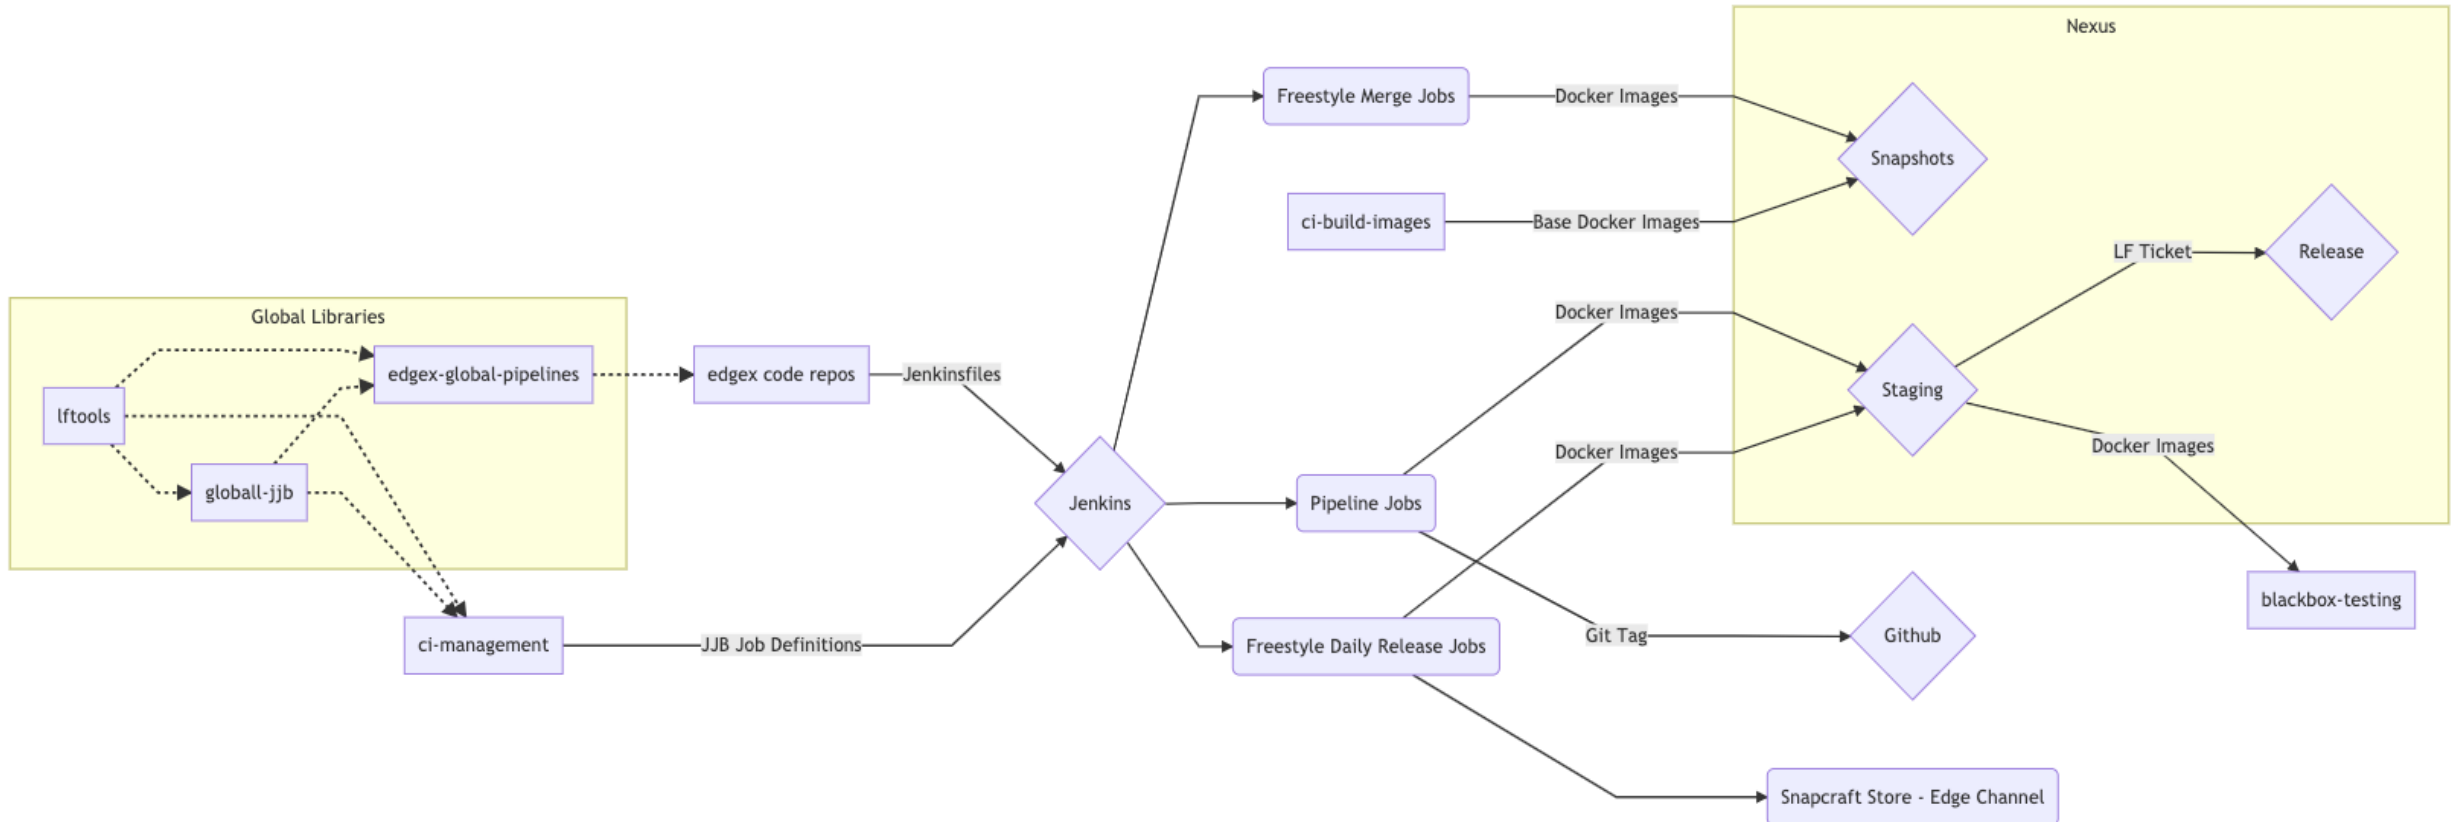 Nexus
Freestyle Merge Jobs
Docker Images
Snapshots
ci-build-images
Base Docker Images
LF Ticket
Release
Global Libraries
Docker Images
edgex-global-pipelines
edgex code repos
Jenkinsfiles
Staging
lftools
Docker Images
Docker Images
globall-jjb
Jenkins
Pipeline Jobs
blackbox-testing
Git Tag
Github
ci-management
JJB Job Definitions
Freestyle Daily Release Jobs
Snapcraft Store - Edge Channel